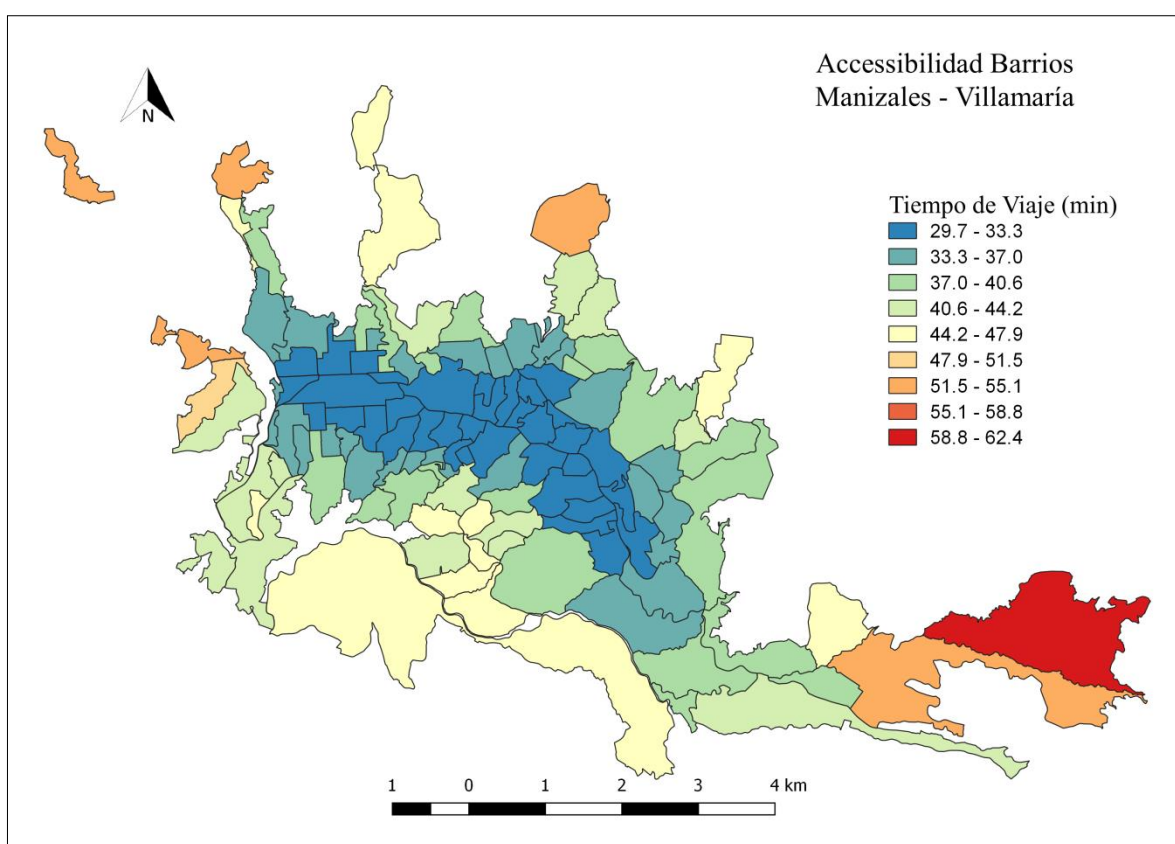 Accessibilidad Barrios
Manizales - Villamaría
N
Tiempo de Viaje (min)
29.7 - 33.3
33.3 - 37.0
37.0 - 40.6
40.6 - 44.2
44.2 - 47.9
47.9 - 51.5
51.5 - 55.1
55.1 - 58.8
58.8 - 62.4
1 0 1 2 3 4 km